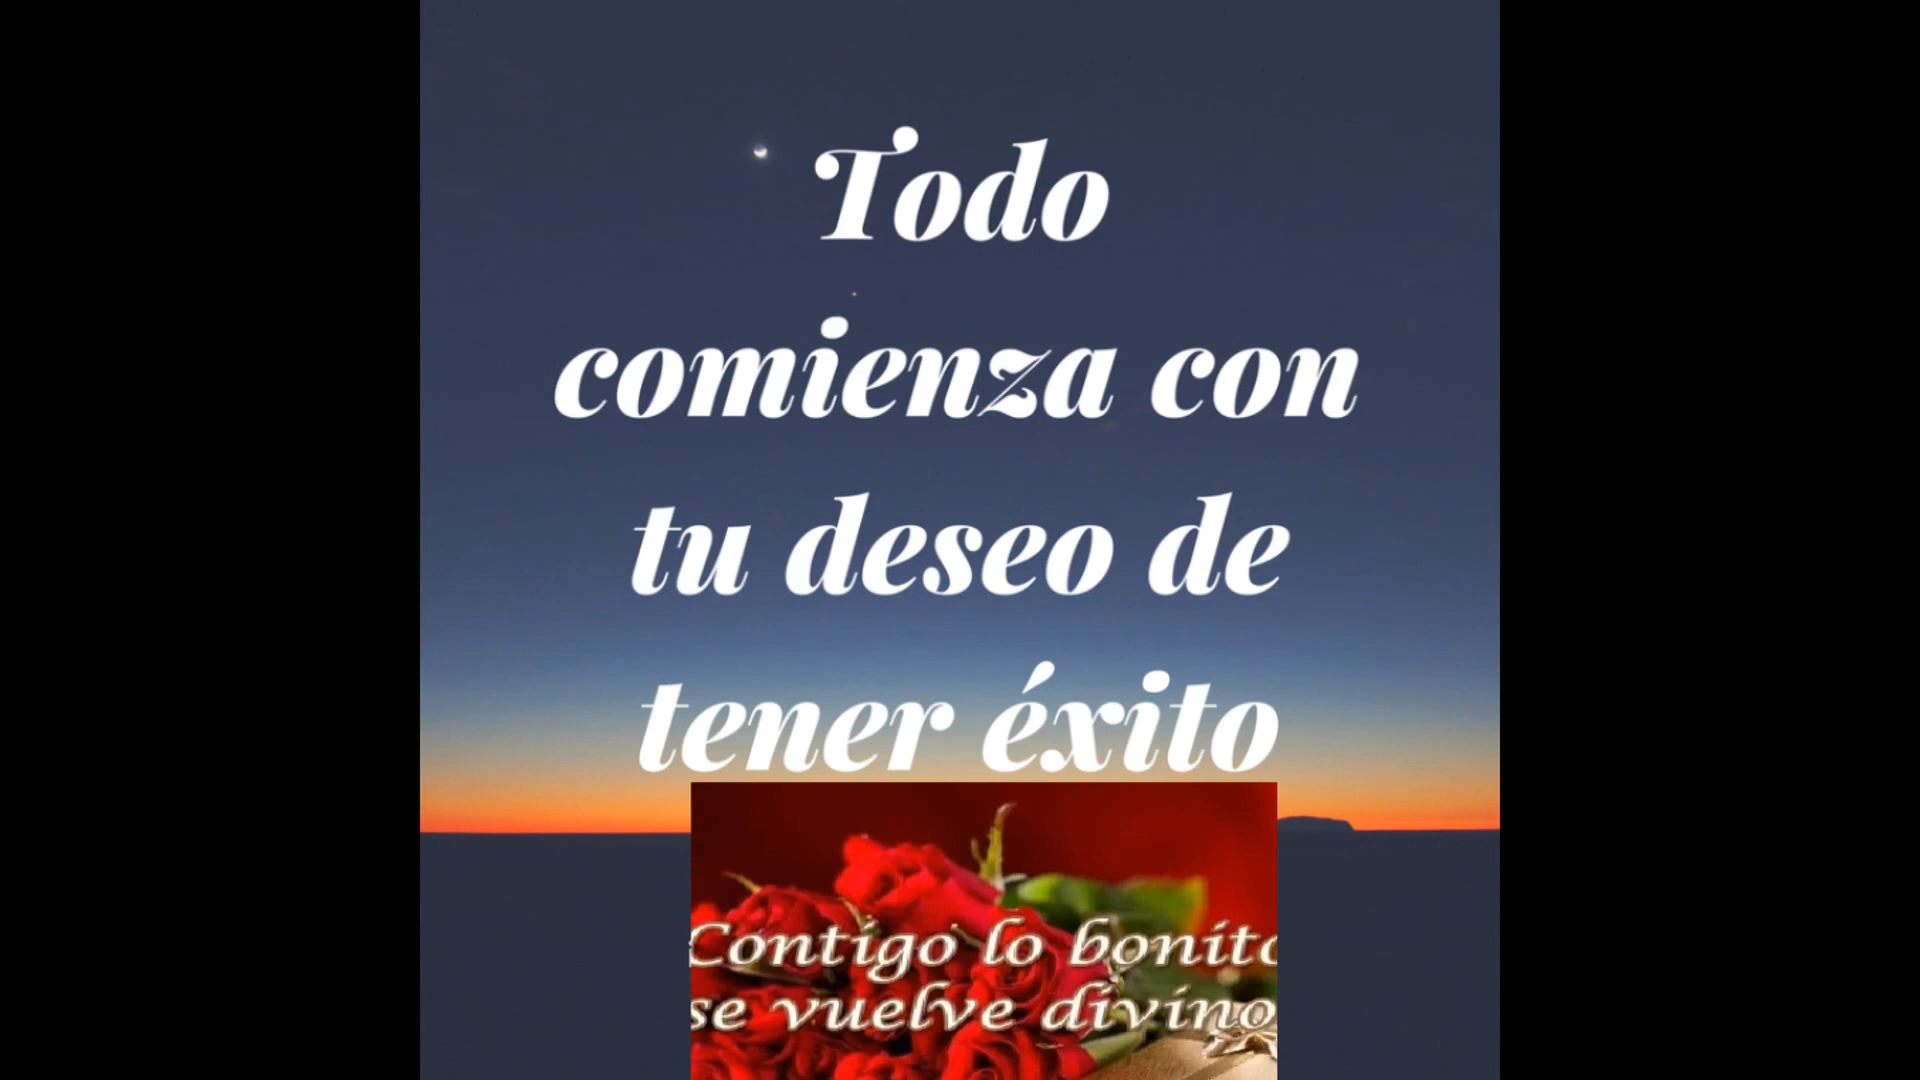 Todo
comienza con
tu deseo de
tener éxito
Contigo lo bonito
se vuelve divino